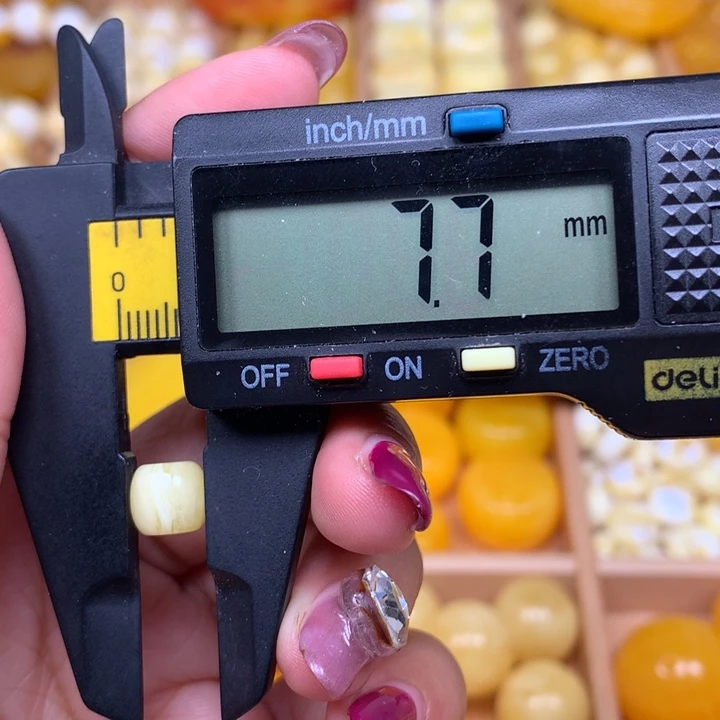 inch/mm
7.7 mm
0
OFF ON ZERO
deli